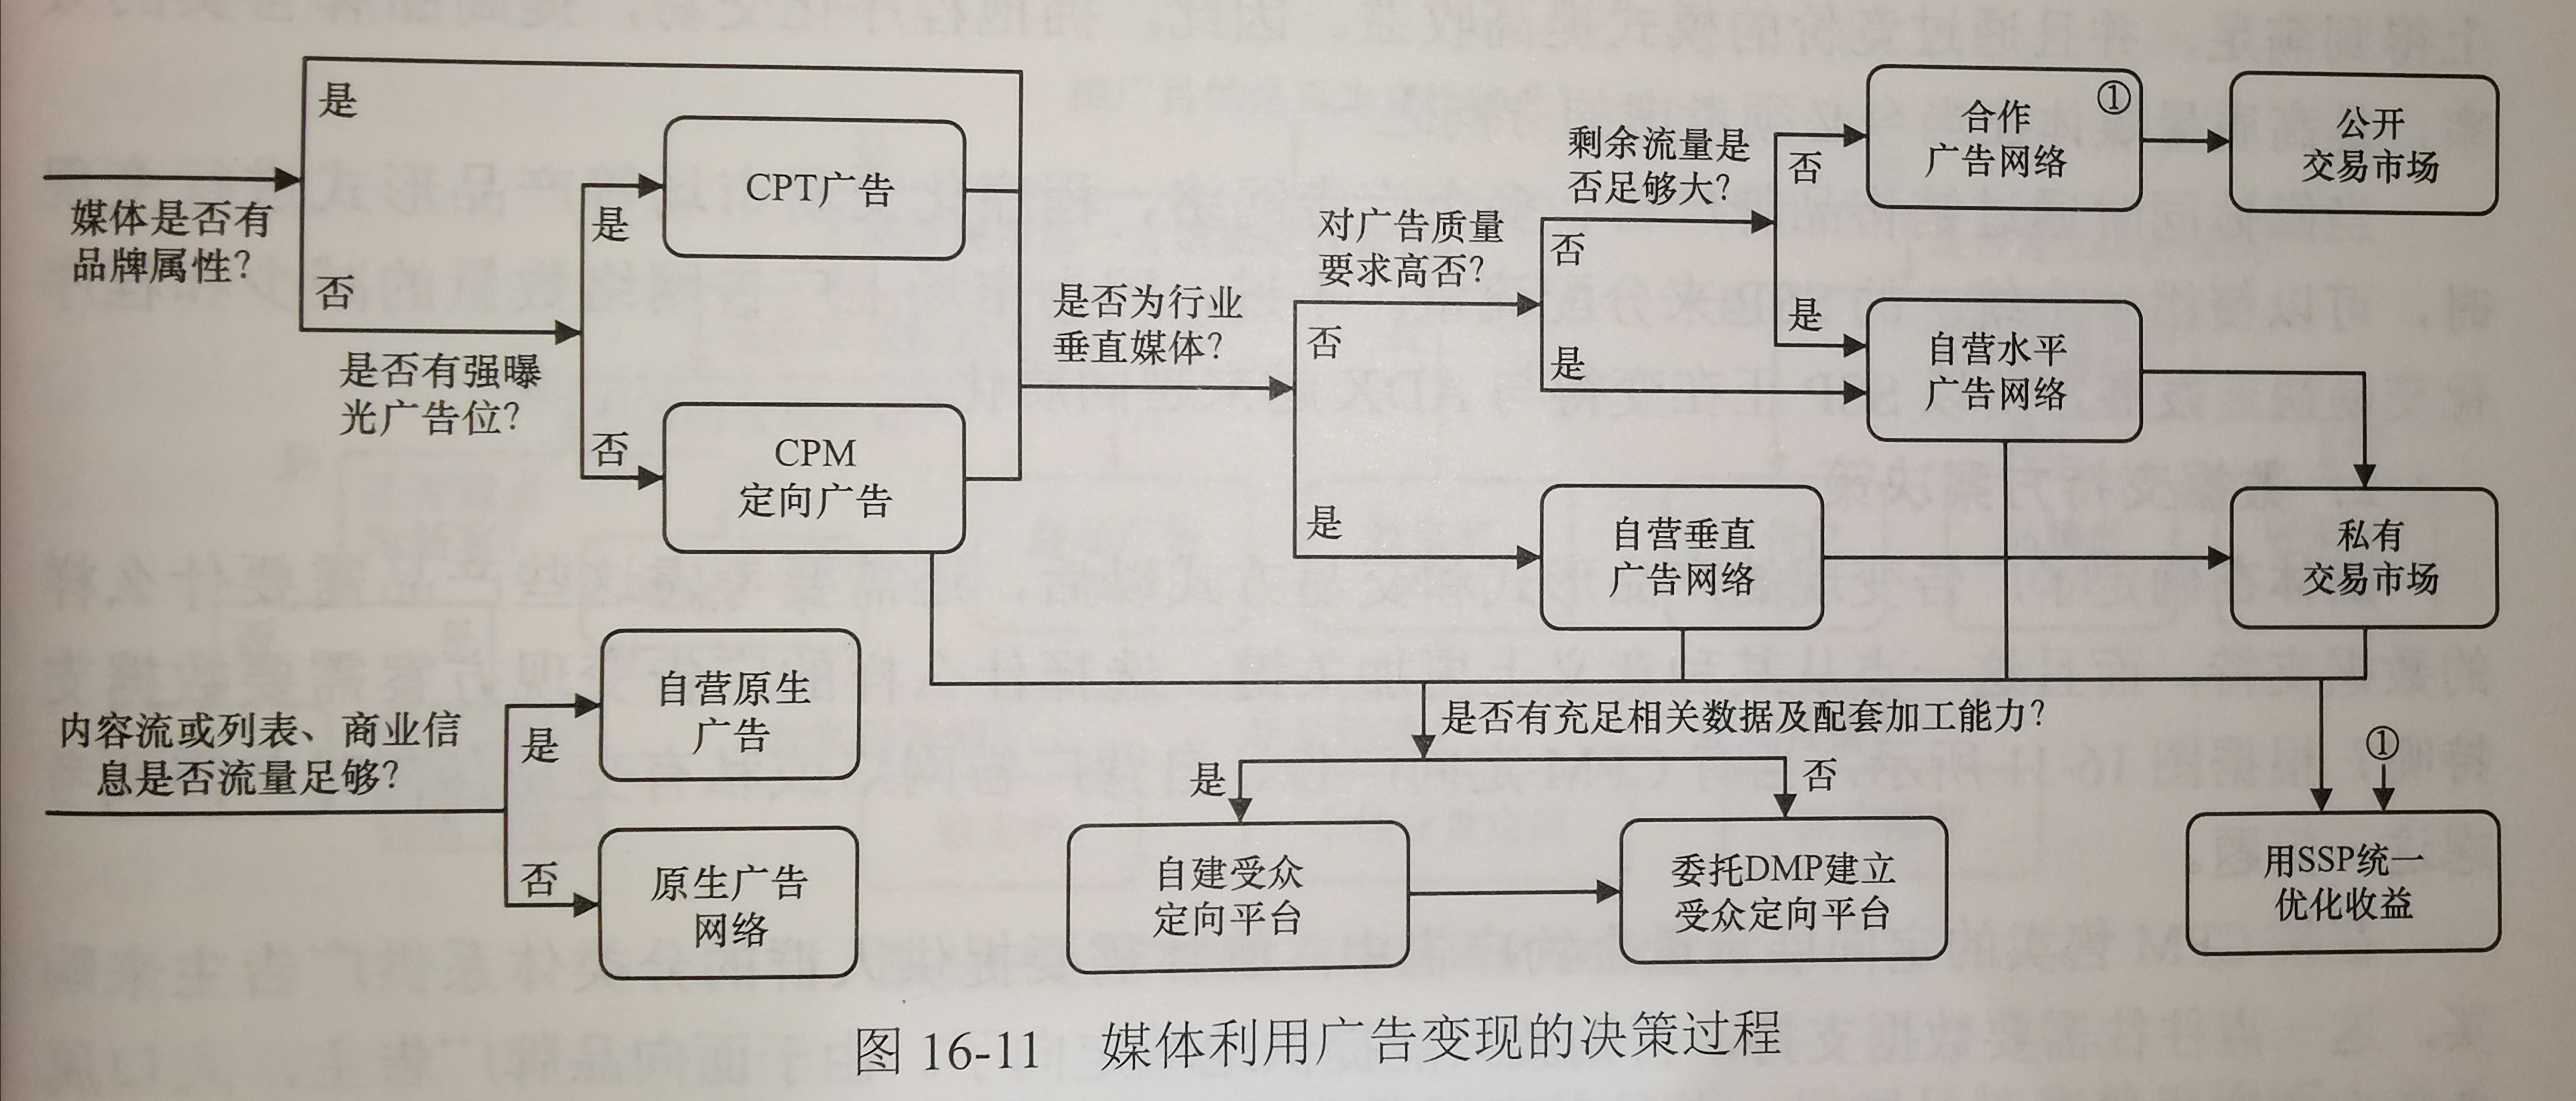 是
媒体是否有
品牌属性？
否
是否有强曝
光广告位？
是
CPT广告
否
CPM
定向广告
是否为行业
垂直媒体？
否
对广告质量
要求高否？
否
剩余流量是
否足够大？
否
合作
广告网络
①
公开
交易市场
是
是
自营水平
广告网络
是
自营垂直
广告网络
私有
交易市场
内容流或列表、商业信
息是否流量足够？
是
自营原生
广告
否
原生广告
网络
是否有充足相关数据及配套加工能力？
是
否
自建受众
定向平台
委托DMP建立
受众定向平台
①
用SSP统一
优化收益
图 16-11 媒体利用广告变现的决策过程